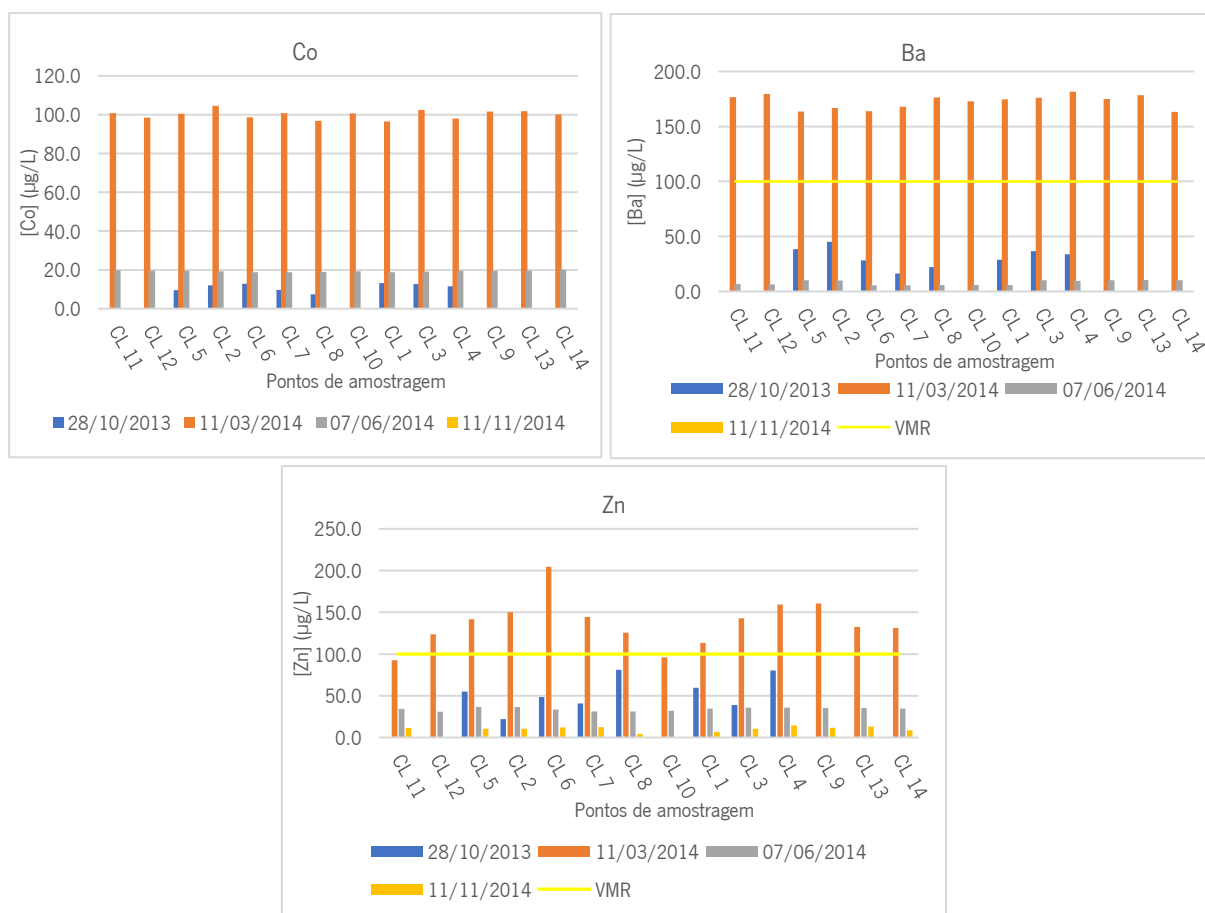 Co
120.0
100.0
80.0
60.0
40.0
20.0
0.0
[Co] (µg/L)
CL 11 CL 12 CL 5 CL 2 CL 6 CL 7 CL 8 CL 10 CL 1 CL 3 CL 4 CL 9 CL 13 CL 14
Pontos de amostragem
28/10/2013 11/03/2014 07/06/2014 11/11/2014
Ba
200.0
150.0
100.0
50.0
0.0
[Ba] (µg/L)
CL 11 CL 12 CL 5 CL 2 CL 6 CL 7 CL 8 CL 10 CL 1 CL 3 CL 4 CL 9 CL 13 CL 14
Pontos de amostragem
28/10/2013 11/03/2014 07/06/2014
11/11/2014 VMR
Zn
250.0
200.0
150.0
100.0
50.0
0.0
[Zn] (µg/L)
CL 11 CL 12 CL 5 CL 2 CL 6 CL 7 CL 8 CL 10 CL 1 CL 3 CL 4 CL 9 CL 13 CL 14
Pontos de amostragem
28/10/2013 11/03/2014 07/06/2014
11/11/2014 VMR